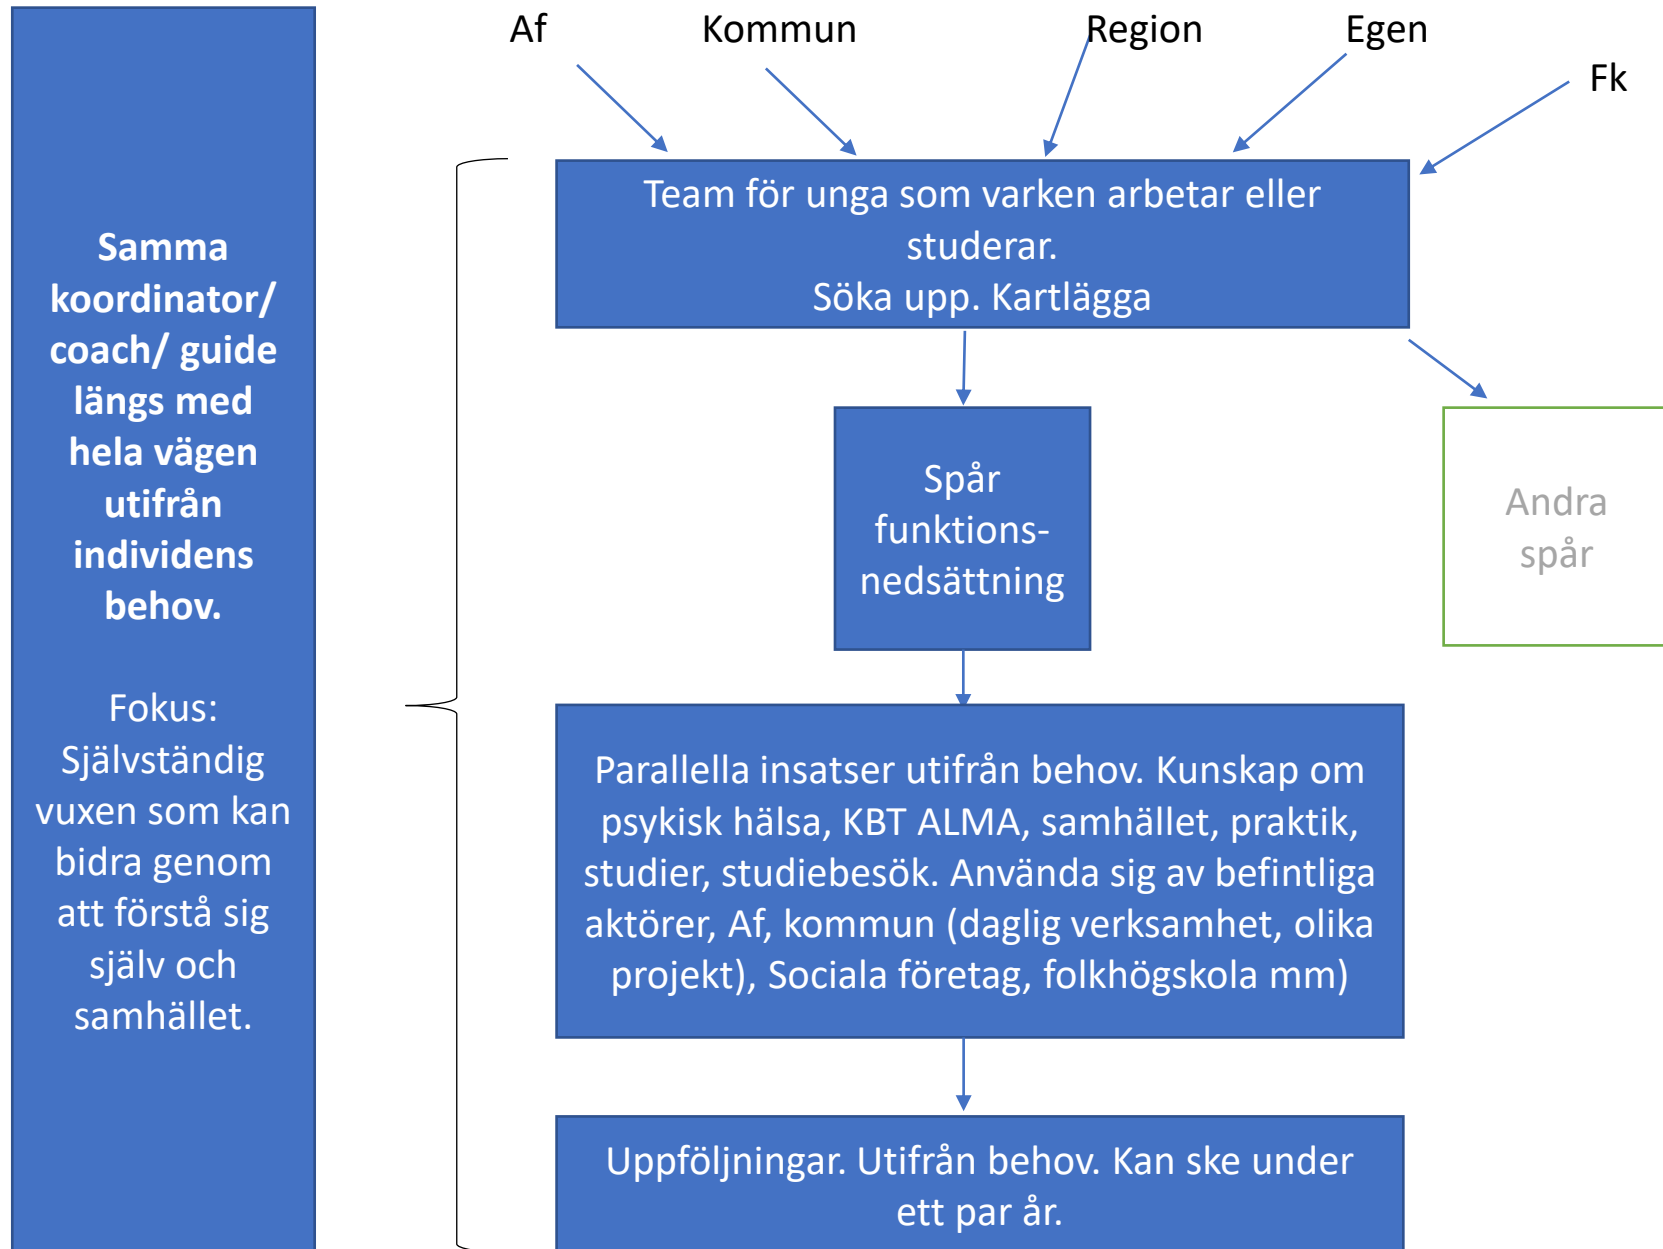 Af
Kommun
Region
Egen
Fk
Samma
koordinator/
coach/ guide
längs med
hela vägen
utifrån
individens
behov.
Fokus:
Självständig
vuxen som kan
bidra genom
att förstå sig
själv och
samhället.
Team för unga som varken arbetar eller
studerar.
Söka upp. Kartlägga
Spår
funktions-
nedsättning
Andra
spår
Parallella insatser utifrån behov. Kunskap om
psykisk hälsa, KBT ALMA, samhället, praktik,
studier, studiebesök. Använda sig av befintliga
aktörer, Af, kommun (daglig verksamhet, olika
projekt), Sociala företag, folkhögskola mm)
Uppföljningar. Utifrån behov. Kan ske under
ett par år.